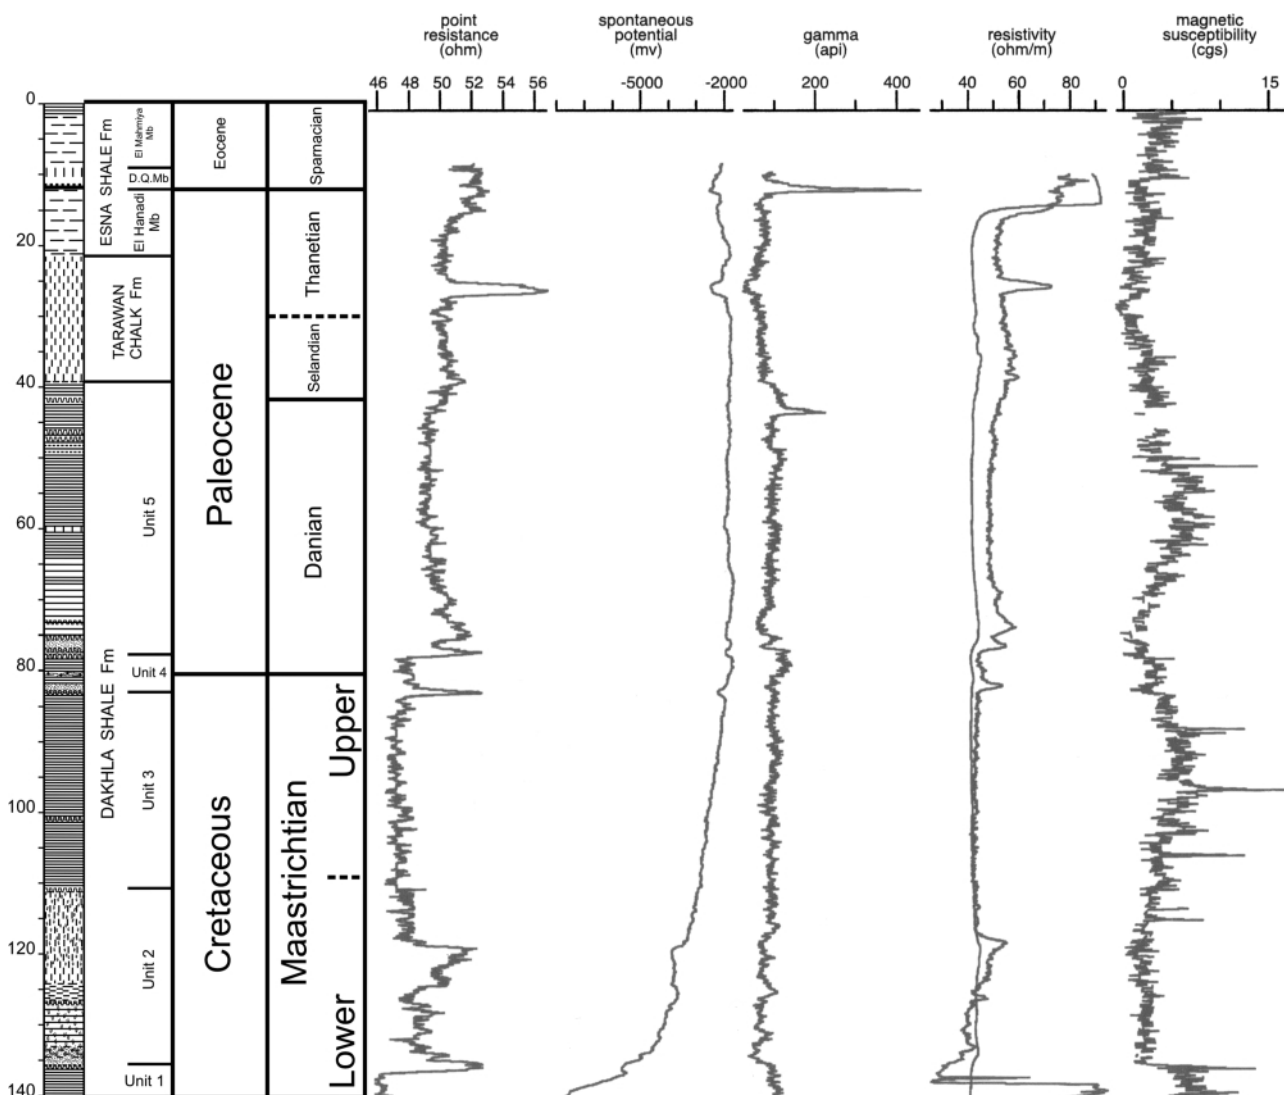 point
resistance
(ohm)
spontaneous
potential
(mv)
gamma
(api)
resistivity
(ohm/m)
magnetic
susceptibility
(cgs)
46 48 50 52 54 56
-5000 -2000
200 400
40 60 80
0 15
0
20
40
60
80
100
120
140
ESNA SHALE Fm
El Mahmiya
Mb
D.Q.Mb
El Hanadi
Mb
TARAWAN
CHALK Fm
DAKHLA SHALE Fm
Unit 5
Unit 4
Unit 3
Unit 2
Unit 1
Eocene
Paleocene
Cretaceous
Sparnacian
Thanetian
Selandian
Danian
Maastrichtian
Upper
Lower